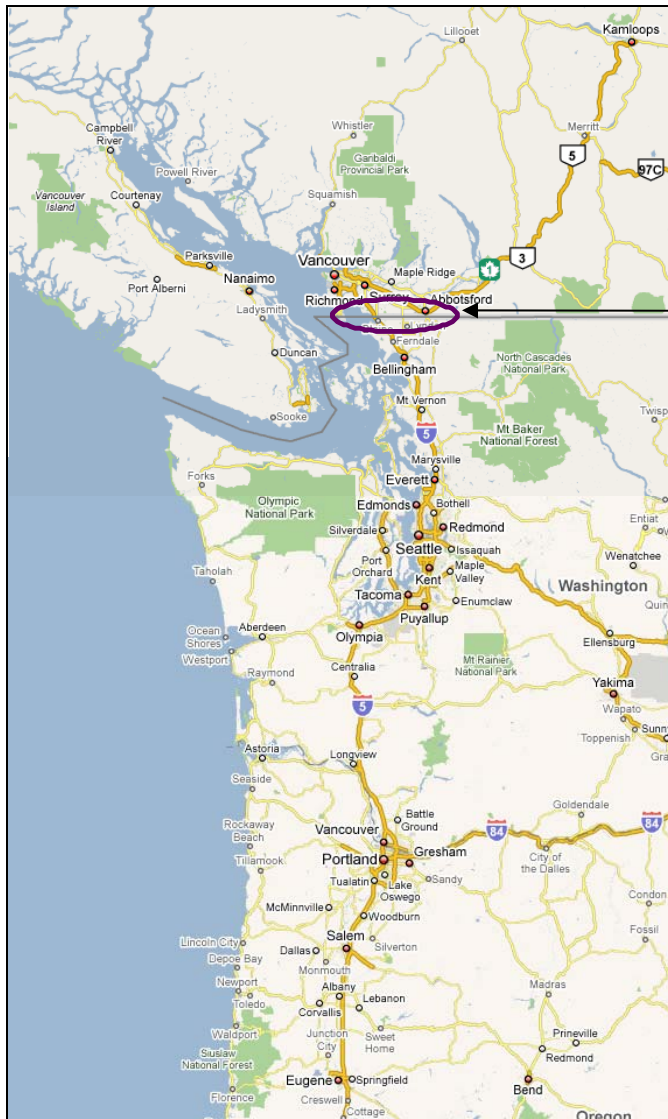 Lillooet
Kamloops
Campbell
River
Whistler
Merritt
5
97C
Powell River
Garibaldi
Provincial Park
Vancouver
Island
Courtenay
Squamish
3
Parksville
Vancouver
1
Maple Ridge
Port Alberni
Nanaimo
Richmond
Surrey
Abbotsford
Ladysmith
Ferndale
Duncan
Bellingham
North Cascades
National Park
Sooke
Mt Vernon
Twisp
5
Mt Baker
National Forest
Marysville
Forks
Everett
Olympic
National Park
Edmonds
Bothell
Silverdale
Redmond
Entiat
Seattle
Issaquah
Port
Orchard
Wenatchee
Taholah
Kent
Maple
Valley
Washington
Tacoma
Enumclaw
Quin
Puyallup
Ocean
Shores
Aberdeen
Olympia
Ellensburg
Westport
Centralia
Mt Rainier
National Park
Raymond
Yakima
5
Wapato
Toppenish
Sunny
Gra
Astoria
Longview
Seaside
Battle
Ground
Goldendale
Rockaway
Beach
Vancouver
84
84
Portland
Gresham
City of
the Dalles
Tillamook
Tualatin
Lake
Oswego
Sandy
McMinnville
Condon
Woodburn
Lincoln City
Salem
Fossil
Dallas
Silverton
Depoe Bay
Monmouth
Newport
Albany
Madras
Toledo
Lebanon
Corvallis
Waldport
Junction
City
Sweet
Home
Prineville
Siuslaw
National Forest
Redmond
Eugene
Springfield
Bend
Creswell
Cottage
Oregon